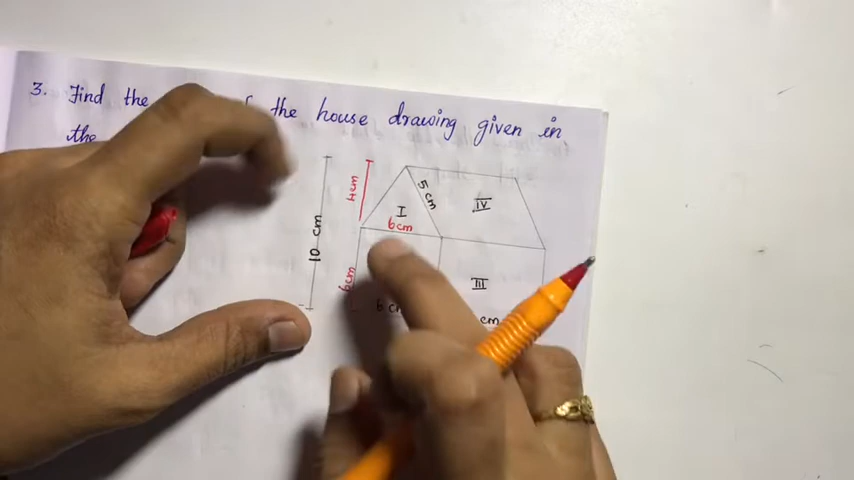 3. Find the of the house drawing given in
the
4cm
5 cm
IV
I
6cm
10 cm
6cm
III
6 c
cm